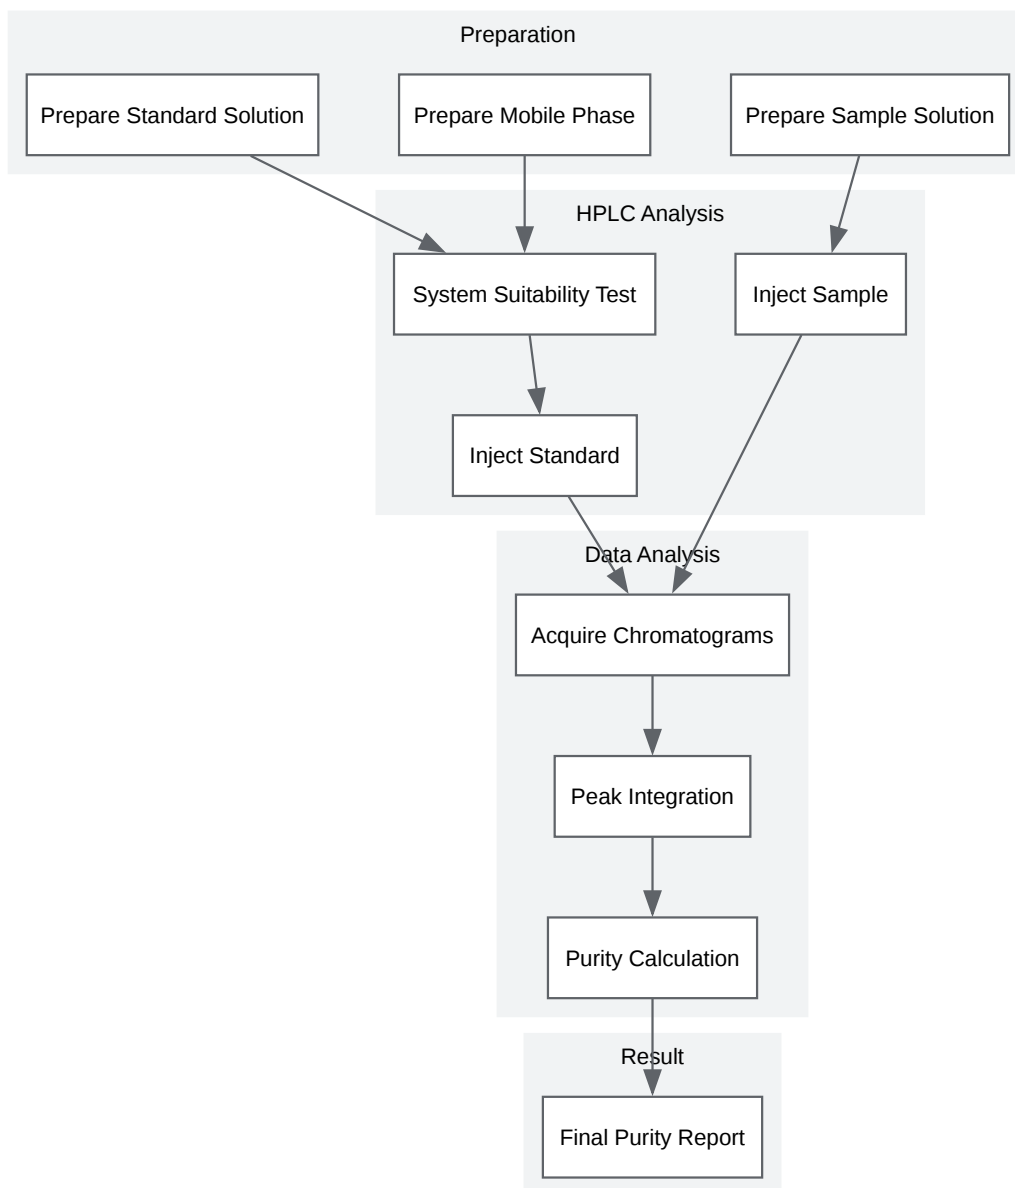 Preparation
Prepare Standard Solution
Prepare Mobile Phase
Prepare Sample Solution
HPLC Analysis
System Suitability Test
Inject Sample
Inject Standard
Data Analysis
Acquire Chromatograms
Peak Integration
Purity Calculation
Result
Final Purity Report